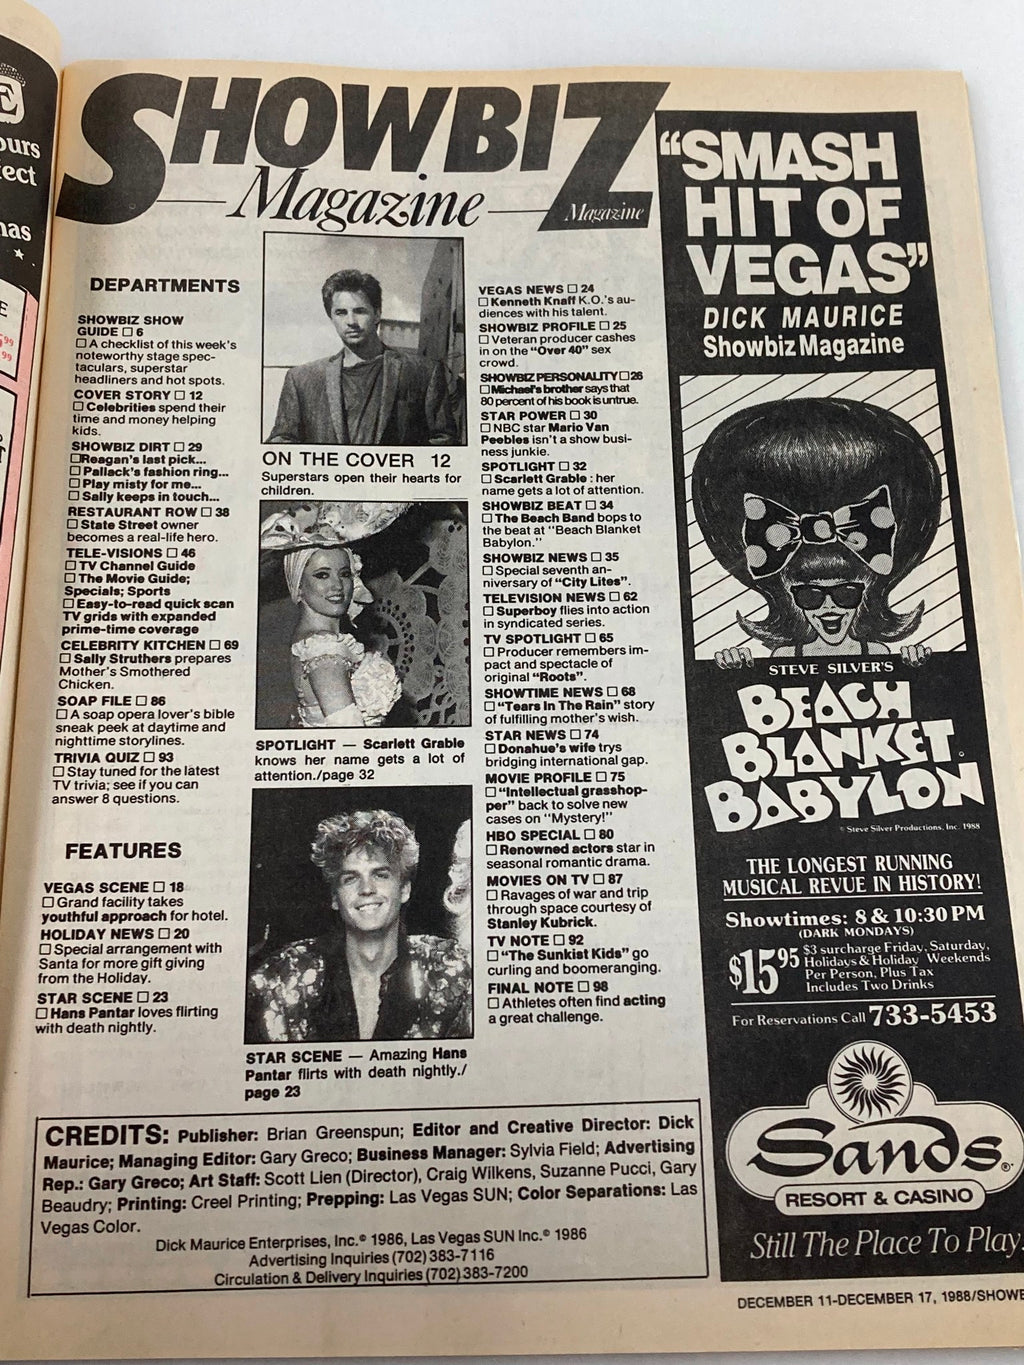 SHOWBIZ
Magazine
Magazine
DEPARTMENTS
SHOWBIZ SHOW
GUIDE □ 6
□ A checklist of this week's
noteworthy stage spec-
taculars, superstar
headliners and hot spots.
COVER STORY □ 12
□ Celebrities spend their
time and money helping
kids.
SHOWBIZ DIRT □ 29
□ Reagan's last pick...
□ Pallack's fashion ring...
□ Play misty for me...
□ Sally keeps in touch...
RESTAURANT ROW □ 38
□ State Street owner
becomes a real-life hero.
TELE-VISIONS □ 46
□ TV Channel Guide
□ The Movie Guide;
Specials; Sports
□ Easy-to-read quick scan
TV grids with expanded
prime-time coverage
CELEBRITY KITCHEN □ 69
□ Sally Struthers prepares
Mother's Smothered
Chicken.
SOAP FILE □ 86
□ A soap opera lover's bible
sneak peek at daytime and
nighttime storylines.
TRIVIA QUIZ □ 93
□ Stay tuned for the latest
TV trivia; see if you can
answer 8 questions.
FEATURES
VEGAS SCENE □ 18
□ Grand facility takes
youthful approach for hotel.
HOLIDAY NEWS □ 20
□ Special arrangement with
Santa for more gift giving
from the Holiday.
STAR SCENE □ 23
□ Hans Pantar loves flirting
with death nightly.
ON THE COVER 12
Superstars open their hearts for
children.
SPOTLIGHT — Scarlett Grable
knows her name gets a lot of
attention./page 32
STAR SCENE — Amazing Hans
Pantar flirts with death nightly./
page 23
VEGAS NEWS □ 24
□ Kenneth Knaff K.O.'s au-
diences with his talent.
SHOWBIZ PROFILE □ 25
□ Veteran producer cashes
in on the "Over 40" sex
crowd.
SHOWBIZ PERSONALITY □ 26
□ Michael's brother says that
80 percent of his book is untrue.
STAR POWER □ 30
□ NBC star Mario Van
Peebles isn't a show busi-
ness junkie.
SPOTLIGHT □ 32
□ Scarlett Grable : her
name gets a lot of attention.
SHOWBIZ BEAT □ 34
□ The Beach Band bops to
the beat at "Beach Blanket
Babylon."
SHOWBIZ NEWS □ 35
□ Special seventh an-
niversary of "City Lites".
TELEVISION NEWS □ 62
□ Superboy flies into action
in syndicated series.
TV SPOTLIGHT □ 65
□ Producer remembers im-
pact and spectacle of
original "Roots".
SHOWTIME NEWS □ 68
□ "Tears In The Rain" story
of fulfilling mother's wish.
STAR NEWS □ 74
□ Donahue's wife trys
bridging international gap.
MOVIE PROFILE □ 75
□ "Intellectual grasshop-
per" back to solve new
cases on "Mystery!"
HBO SPECIAL □ 80
□ Renowned actors star in
seasonal romantic drama.
MOVIES ON TV □ 87
□ Ravages of war and trip
through space courtesy of
Stanley Kubrick.
TV NOTE □ 92
□ "The Sunkist Kids" go
curling and boomeranging.
FINAL NOTE □ 98
□ Athletes often find acting
a great challenge.
CREDITS: Publisher: Brian Greenspun; Editor and Creative Director: Dick
Maurice; Managing Editor: Gary Greco; Business Manager: Sylvia Field; Advertising
Rep.: Gary Greco; Art Staff: Scott Lien (Director), Craig Wilkens, Suzanne Pucci, Gary
Beaudry; Printing: Creel Printing; Prepping: Las Vegas SUN; Color Separations: Las
Vegas Color.
Dick Maurice Enterprises, Inc.® 1986, Las Vegas SUN Inc.® 1986
Advertising Inquiries (702) 383-7116
Circulation & Delivery Inquiries (702) 383-7200
"SMASH
HIT OF
VEGAS"
DICK MAURICE
Showbiz Magazine
STEVE SILVER'S
BEACH
BLANKET
BABYLON
© Steve Silver Productions, Inc. 1988
THE LONGEST RUNNING
MUSICAL REVUE IN HISTORY!
Showtimes: 8 & 10:30 PM
(DARK MONDAYS)
$15.95 $3 surcharge Friday, Saturday,
Holidays & Holiday Weekends
Per Person, Plus Tax
Includes Two Drinks
For Reservations Call 733-5453
Sands®
RESORT & CASINO
Still The Place To Play.
DECEMBER 11-DECEMBER 17, 1988/SHOWB